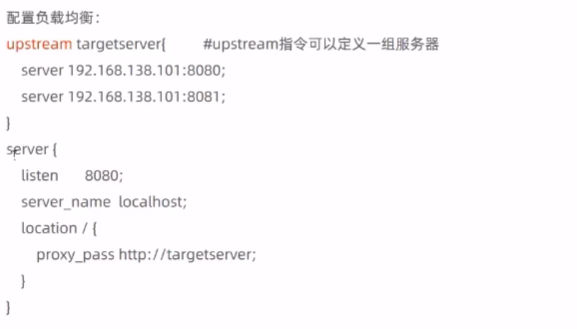 配置负载均衡：
upstream targetserver{ #upstream指令可以定义一组服务器
server 192.168.138.101:8080;
server 192.168.138.101:8081;
}
server {
listen 8080;
server_name localhost;
location / {
proxy_pass http://targetserver;
}
}